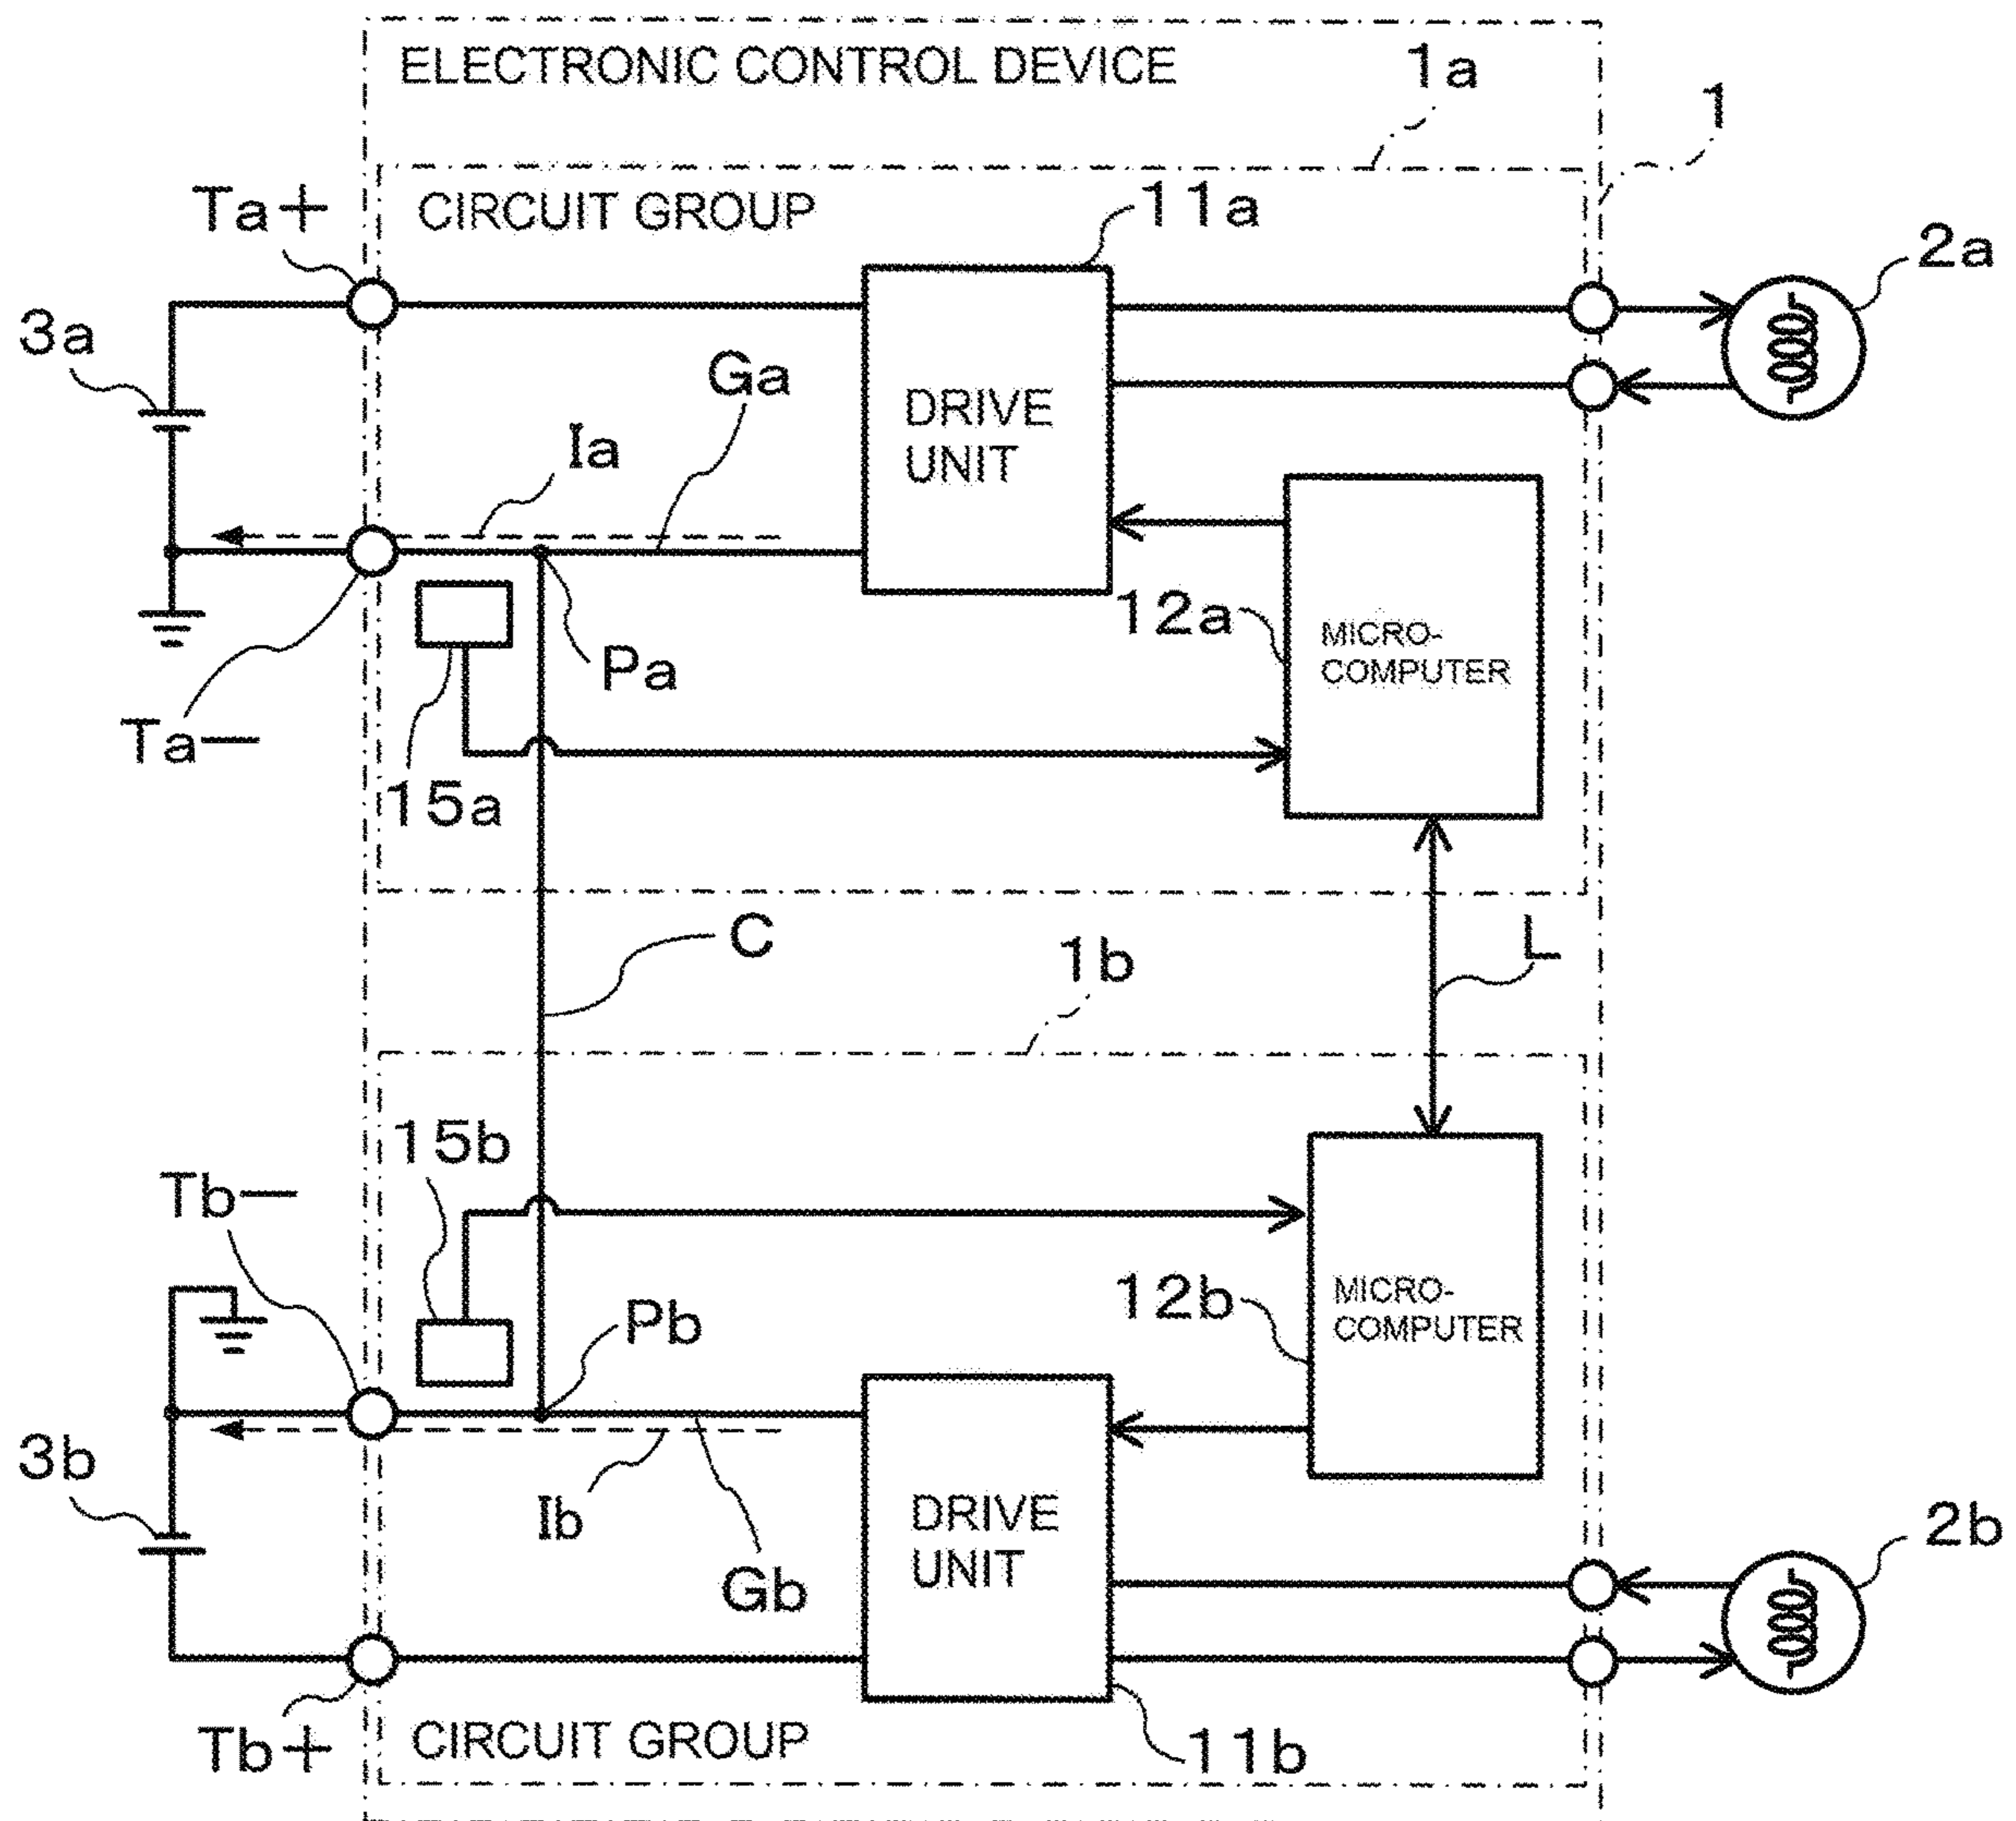 ELECTRONIC CONTROL DEVICE
1a
1
Ta+
CIRCUIT GROUP
11a
2a
3a
Ga
DRIVE
UNIT
Ia
12a
MICRO-
COMPUTER
Pa
Ta−
15a
C
L
1b
15b
Tb−
12b
MICRO-
COMPUTER
Pb
3b
Ib
DRIVE
UNIT
2b
Gb
Tb+
CIRCUIT GROUP
11b